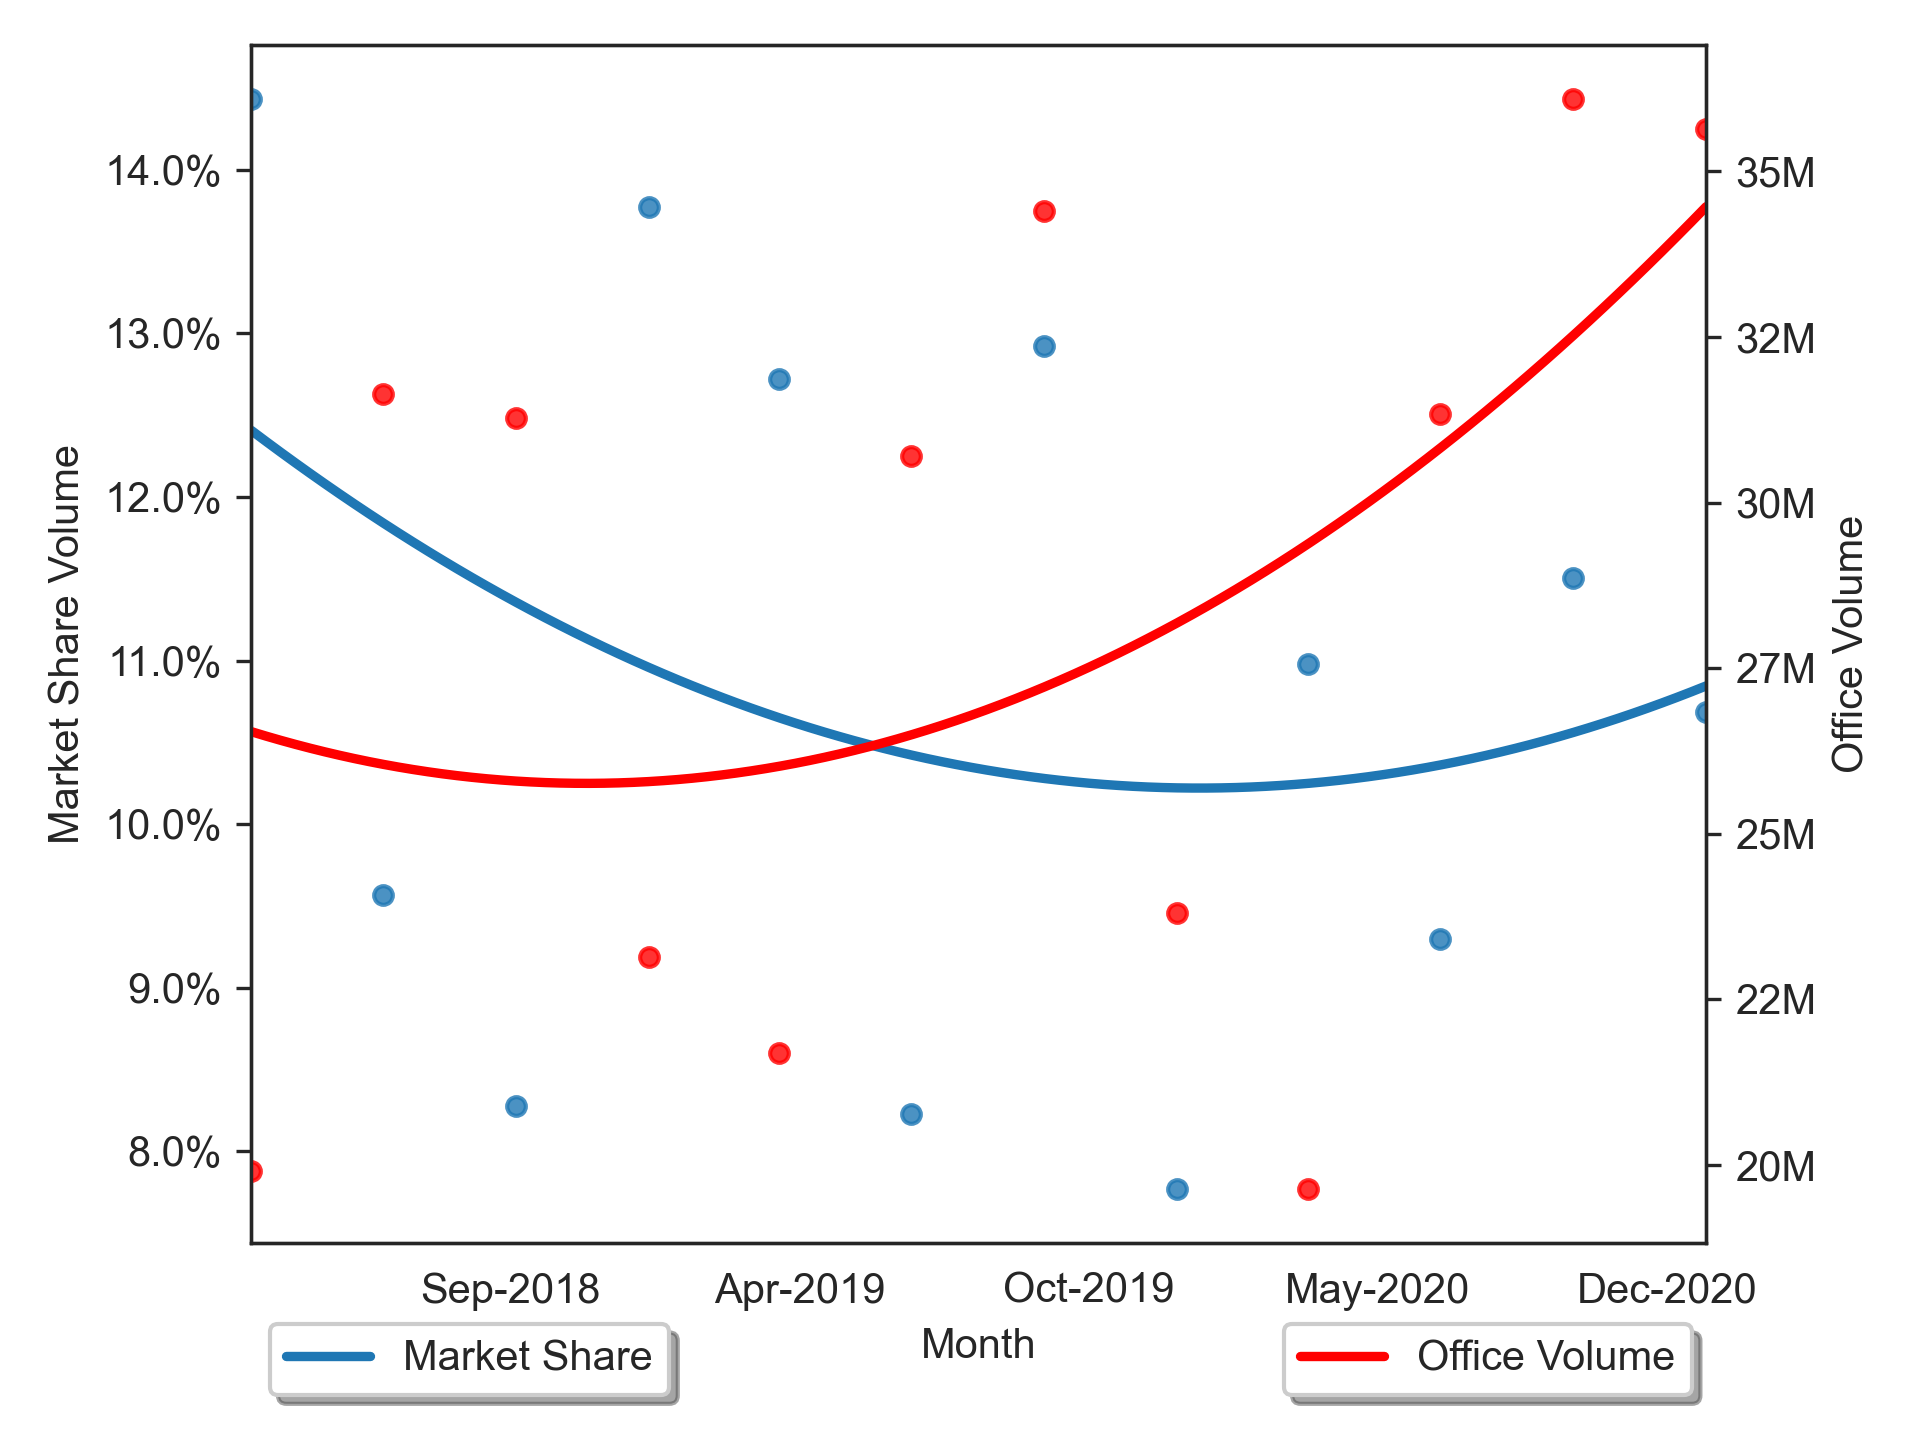 14.0%
13.0%
12.0%
11.0%
10.0%
9.0%
8.0%
Market Share Volume
35M
32M
30M
27M
25M
22M
20M
Office Volume
Sep-2018 Apr-2019 Oct-2019 May-2020 Dec-2020
Month
Market Share
Office Volume